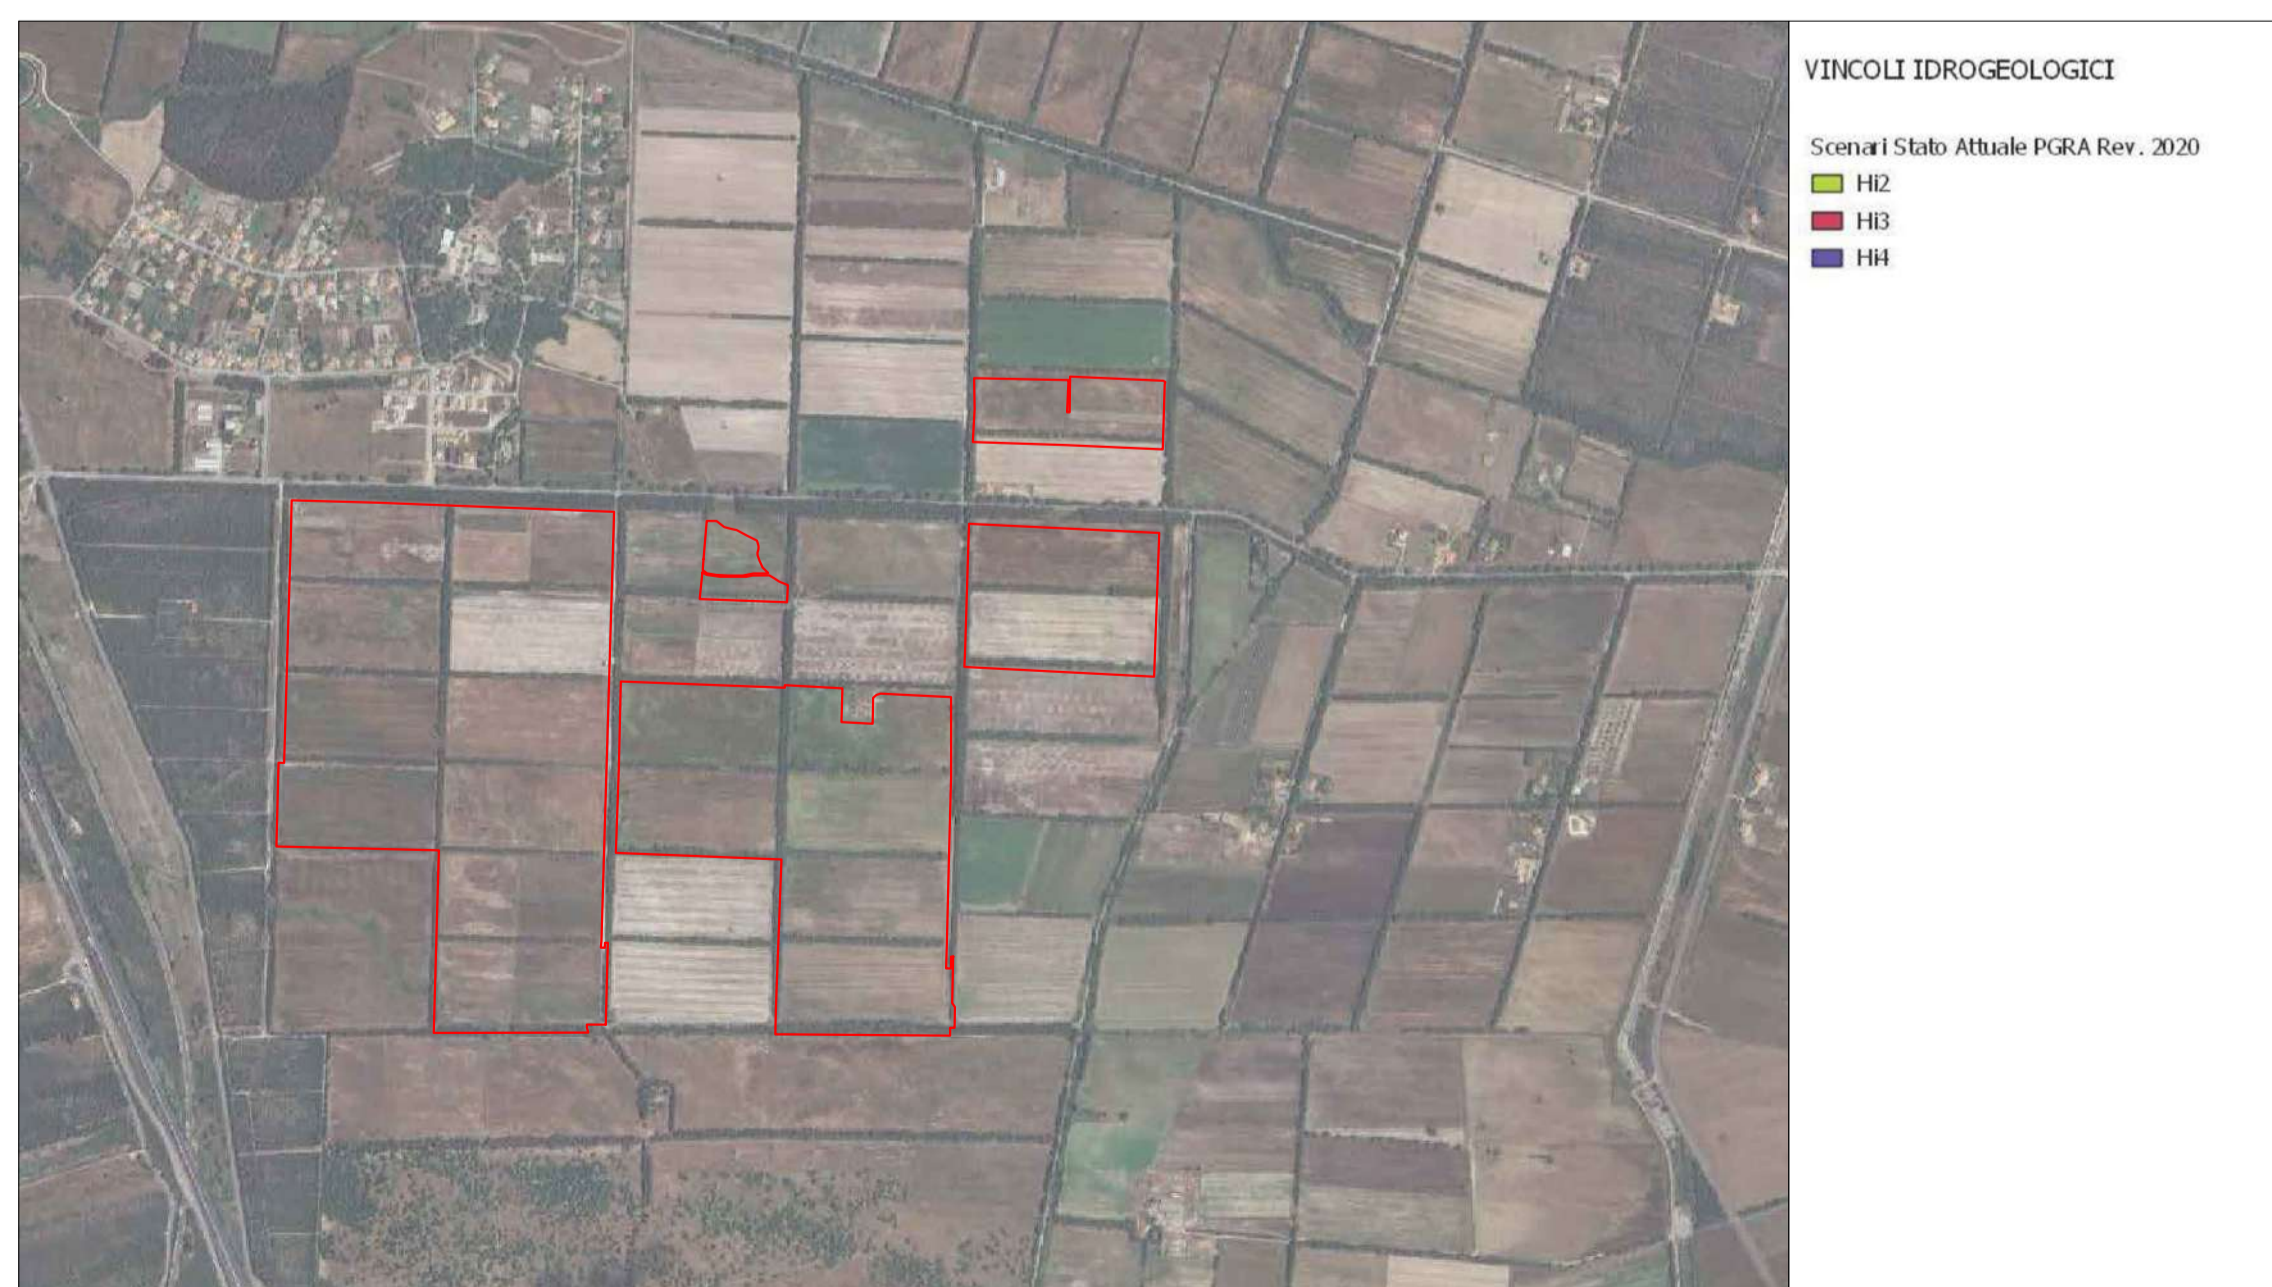 VINCOLI IDROGEOLOGICI
Scenari Stato Attuale PGRA Rev. 2020
Hi2
Hi3
Hi4